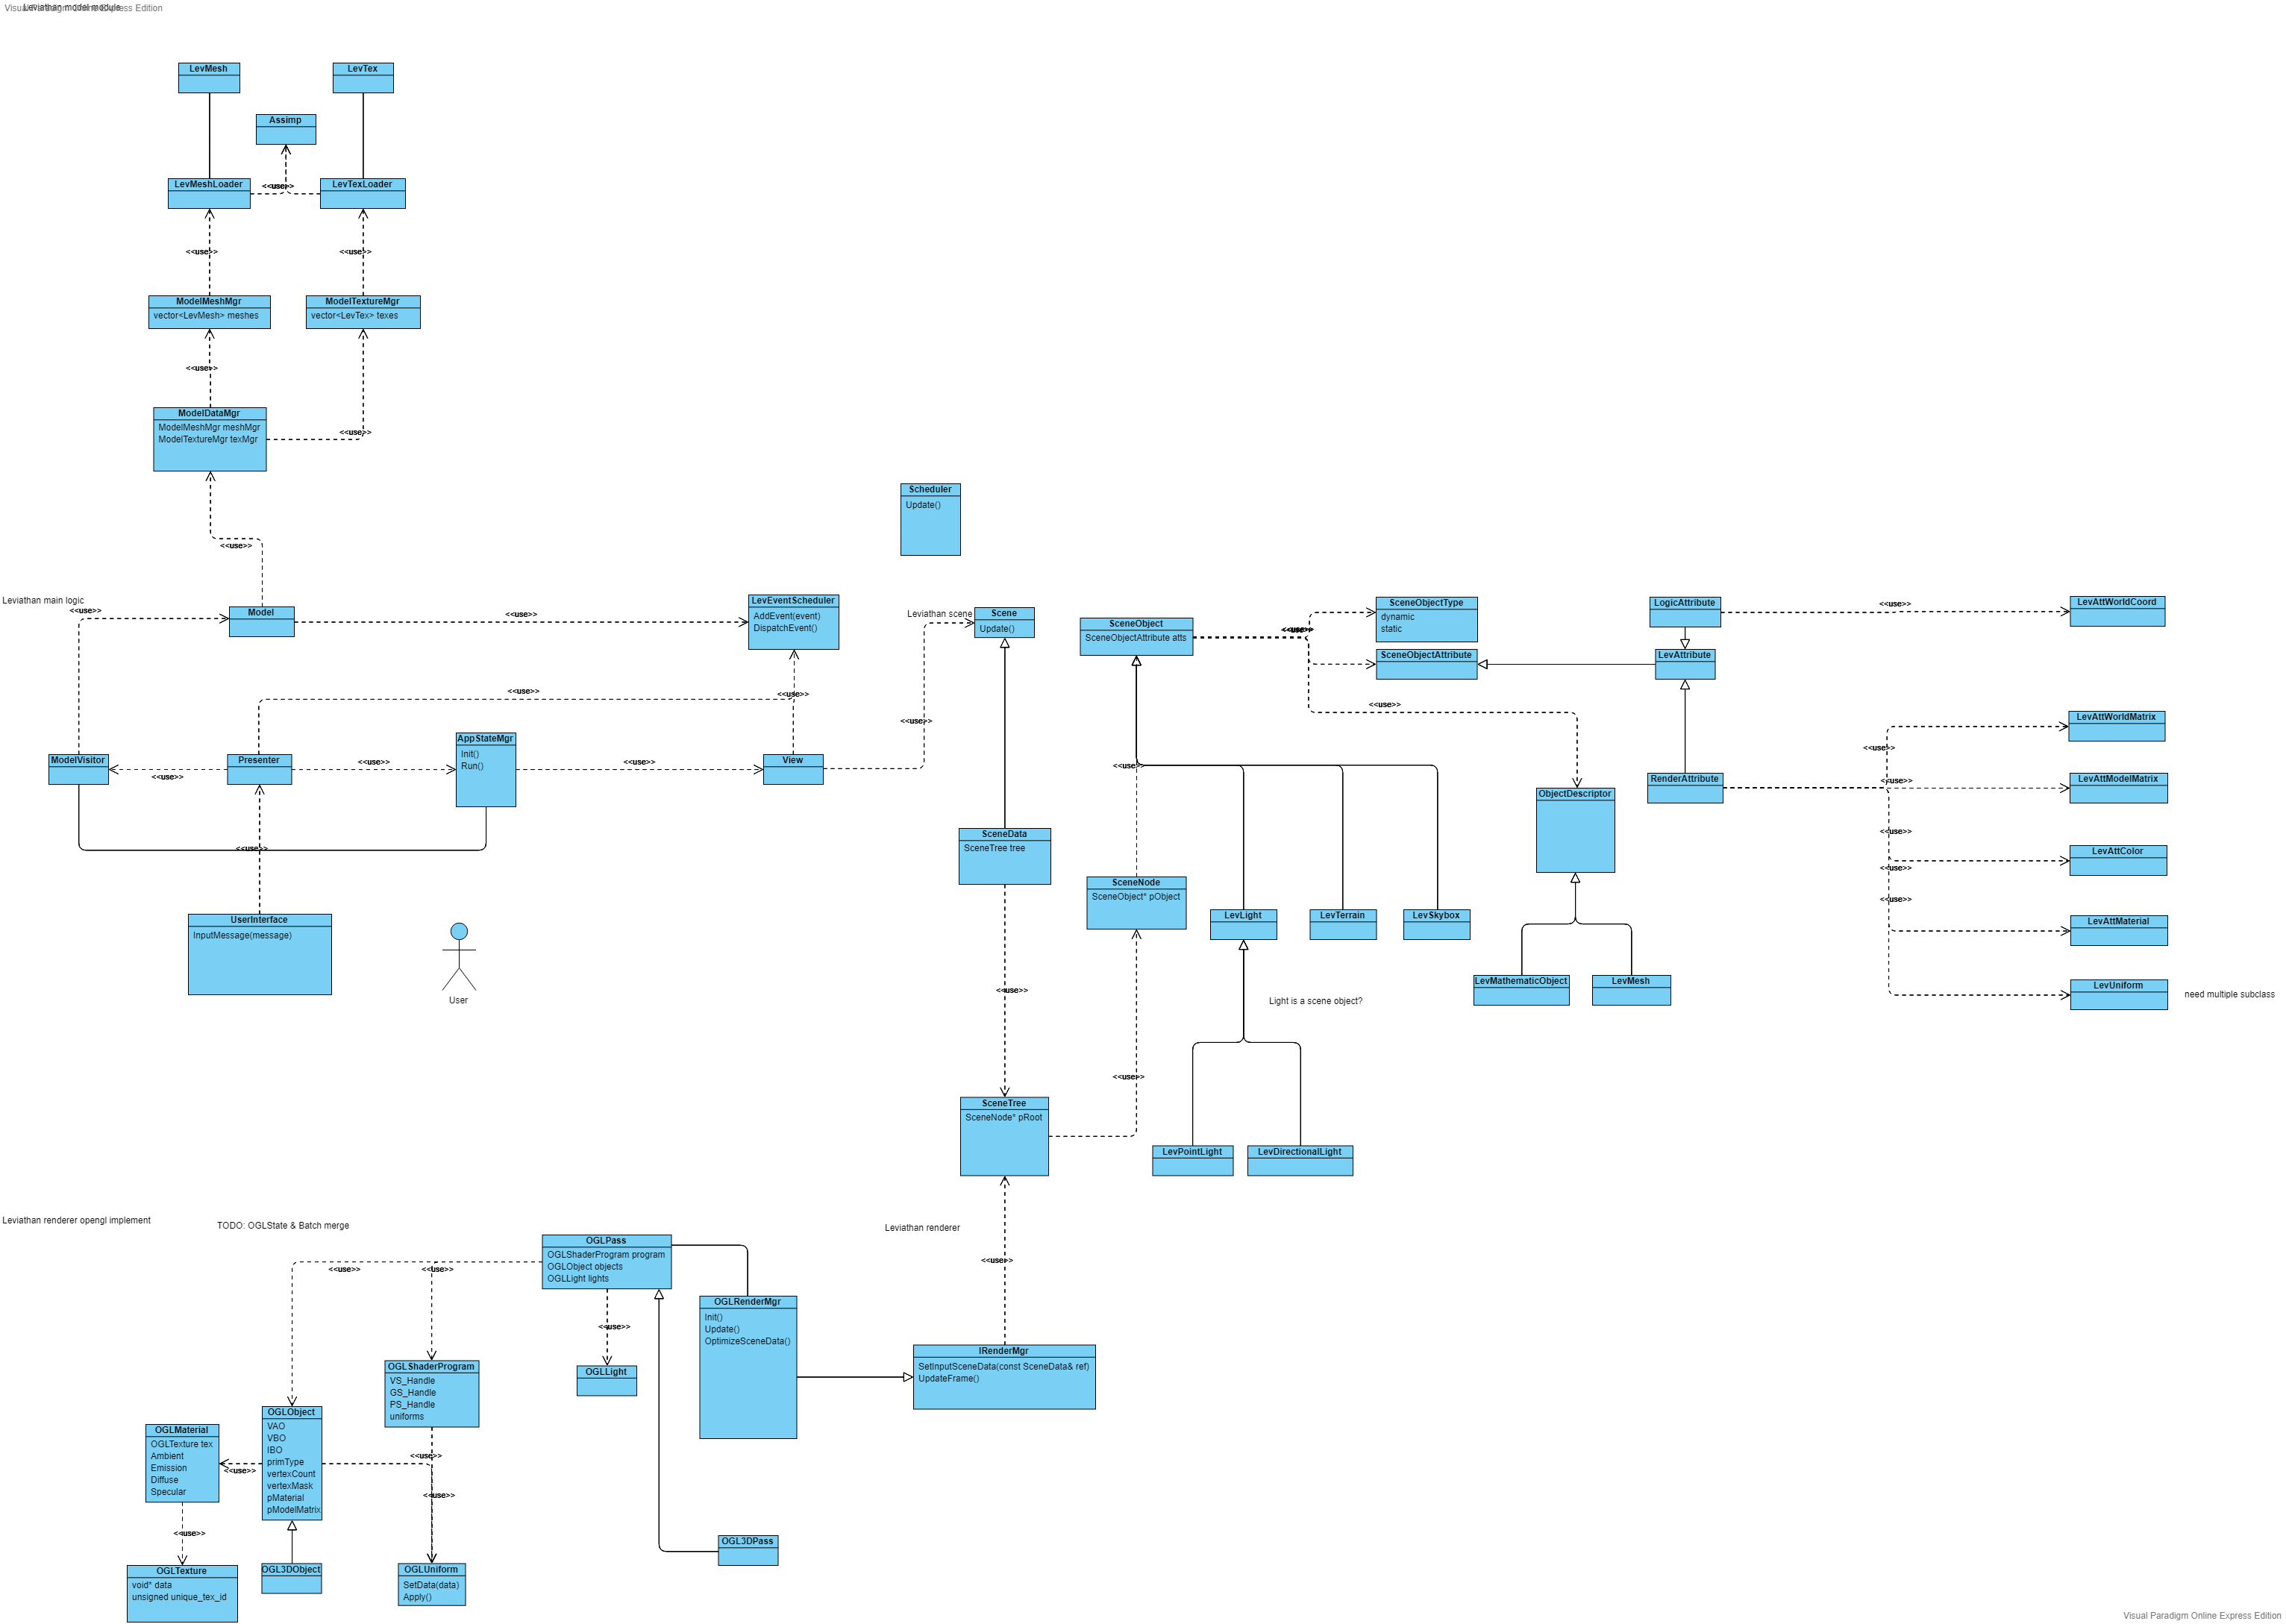 Visual Paradigm Online Express Edition
Leviathan model module
LevMesh
LevTex
Assimp
LevMeshLoader
<<use>>
LevTexLoader
<<use>>
<<use>>
ModelMeshMgr
vector<LevMesh> meshes
ModelTextureMgr
vector<LevTex> texes
<<use>>
ModelDataMgr
ModelMeshMgr meshMgr
ModelTextureMgr texMgr
<<use>>
Scheduler
Update()
<<use>>
Leviathan main logic
<<use>>
Model
<<use>>
LevEventScheduler
AddEvent(event)
DispatchEvent()
Leviathan scene
Scene
Update()
SceneObject
SceneObjectAttribute atts
<<use>>
SceneObjectType
dynamic
static
SceneObjectAttribute
LogicAttribute
<<use>>
LevAttWorldCoord
LevAttribute
<<use>>
<<use>>
<<use>>
<<use>>
LevAttWorldMatrix
<<use>>
ModelVisitor
<<use>>
Presenter
<<use>>
AppStateMgr
Init()
Run()
<<use>>
View
<<use>>
ObjectDescriptor
RenderAttribute
<<use>>
LevAttModelMatrix
<<use>>
<<use>>
SceneData
SceneTree tree
LevAttColor
<<use>>
SceneNode
SceneObject* pObject
<<use>>
UserInterface
InputMessage(message)
User
LevLight
LevTerrain
LevSkybox
LevAttMaterial
LevMathematicObject
LevMesh
LevUniform
need multiple subclass
<<use>>
Light is a scene object?
<<use>>
SceneTree
SceneNode* pRoot
LevPointLight
LevDirectionalLight
Leviathan renderer opengl implement
TODO: OGLState & Batch merge
Leviathan renderer
OGLPass
OGLShaderProgram program
OGLObject objects
OGLLight lights
<<use>>
<<use>>
<<use>>
OGLRenderMgr
Init()
Update()
OptimizeSceneData()
<<use>>
IRenderMgr
SetInputSceneData(const SceneData& ref)
UpdateFrame()
OGLShaderProgram
VS_Handle
GS_Handle
PS_Handle
uniforms
OGLLight
OGLObject
VAO
VBO
IBO
primType
vertexCount
vertexMask
pMaterial
pModelMatrix
OGLMaterial
OGLTexture tex
Ambient
Emission
Diffuse
Specular
<<use>>
<<use>>
<<use>>
<<use>>
OGL3DPass
OGLTexture
void* data
unsigned unique_tex_id
OGL3DObject
OGLUniform
SetData(data)
Apply()
Visual Paradigm Online Express Edition